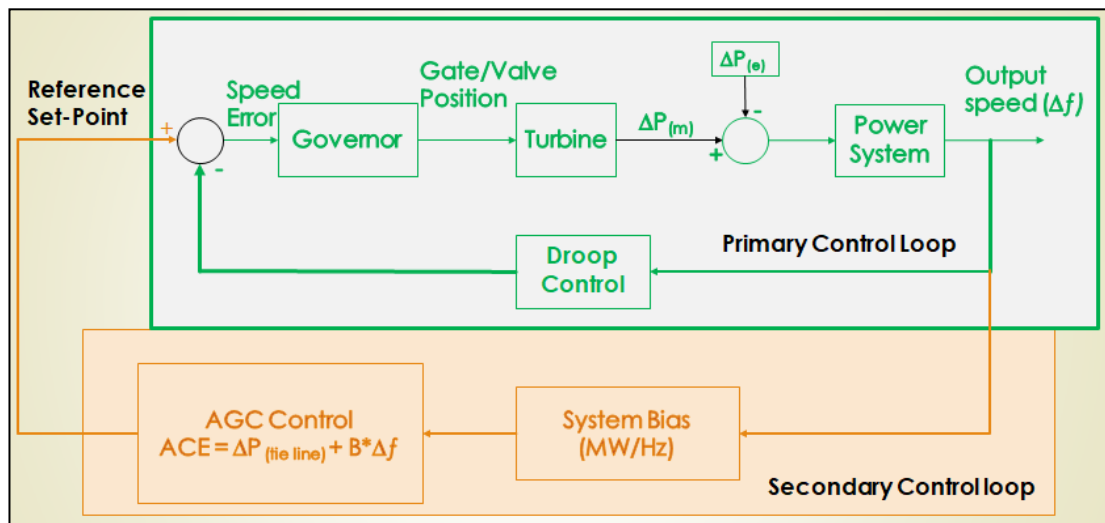 Reference
Set-Point
+
-
Speed
Error
Governor
Gate/Valve
Position
Turbine
ΔP(m)
ΔP(e)
-
+
Power
System
Output
speed (Δf)
Droop
Control
Primary Control Loop
AGC Control
ACE = ΔP (tie line) + B*Δf
System Bias
(MW/Hz)
Secondary Control loop